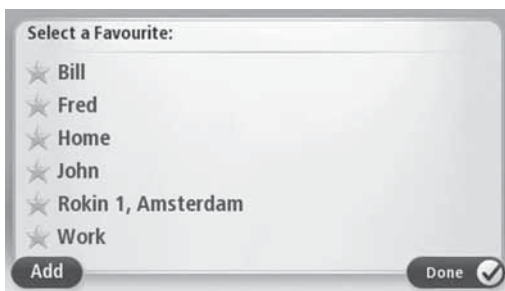 Select a Favourite:
Bill
Fred
Home
John
Rokin 1, Amsterdam
Work
Add
Done